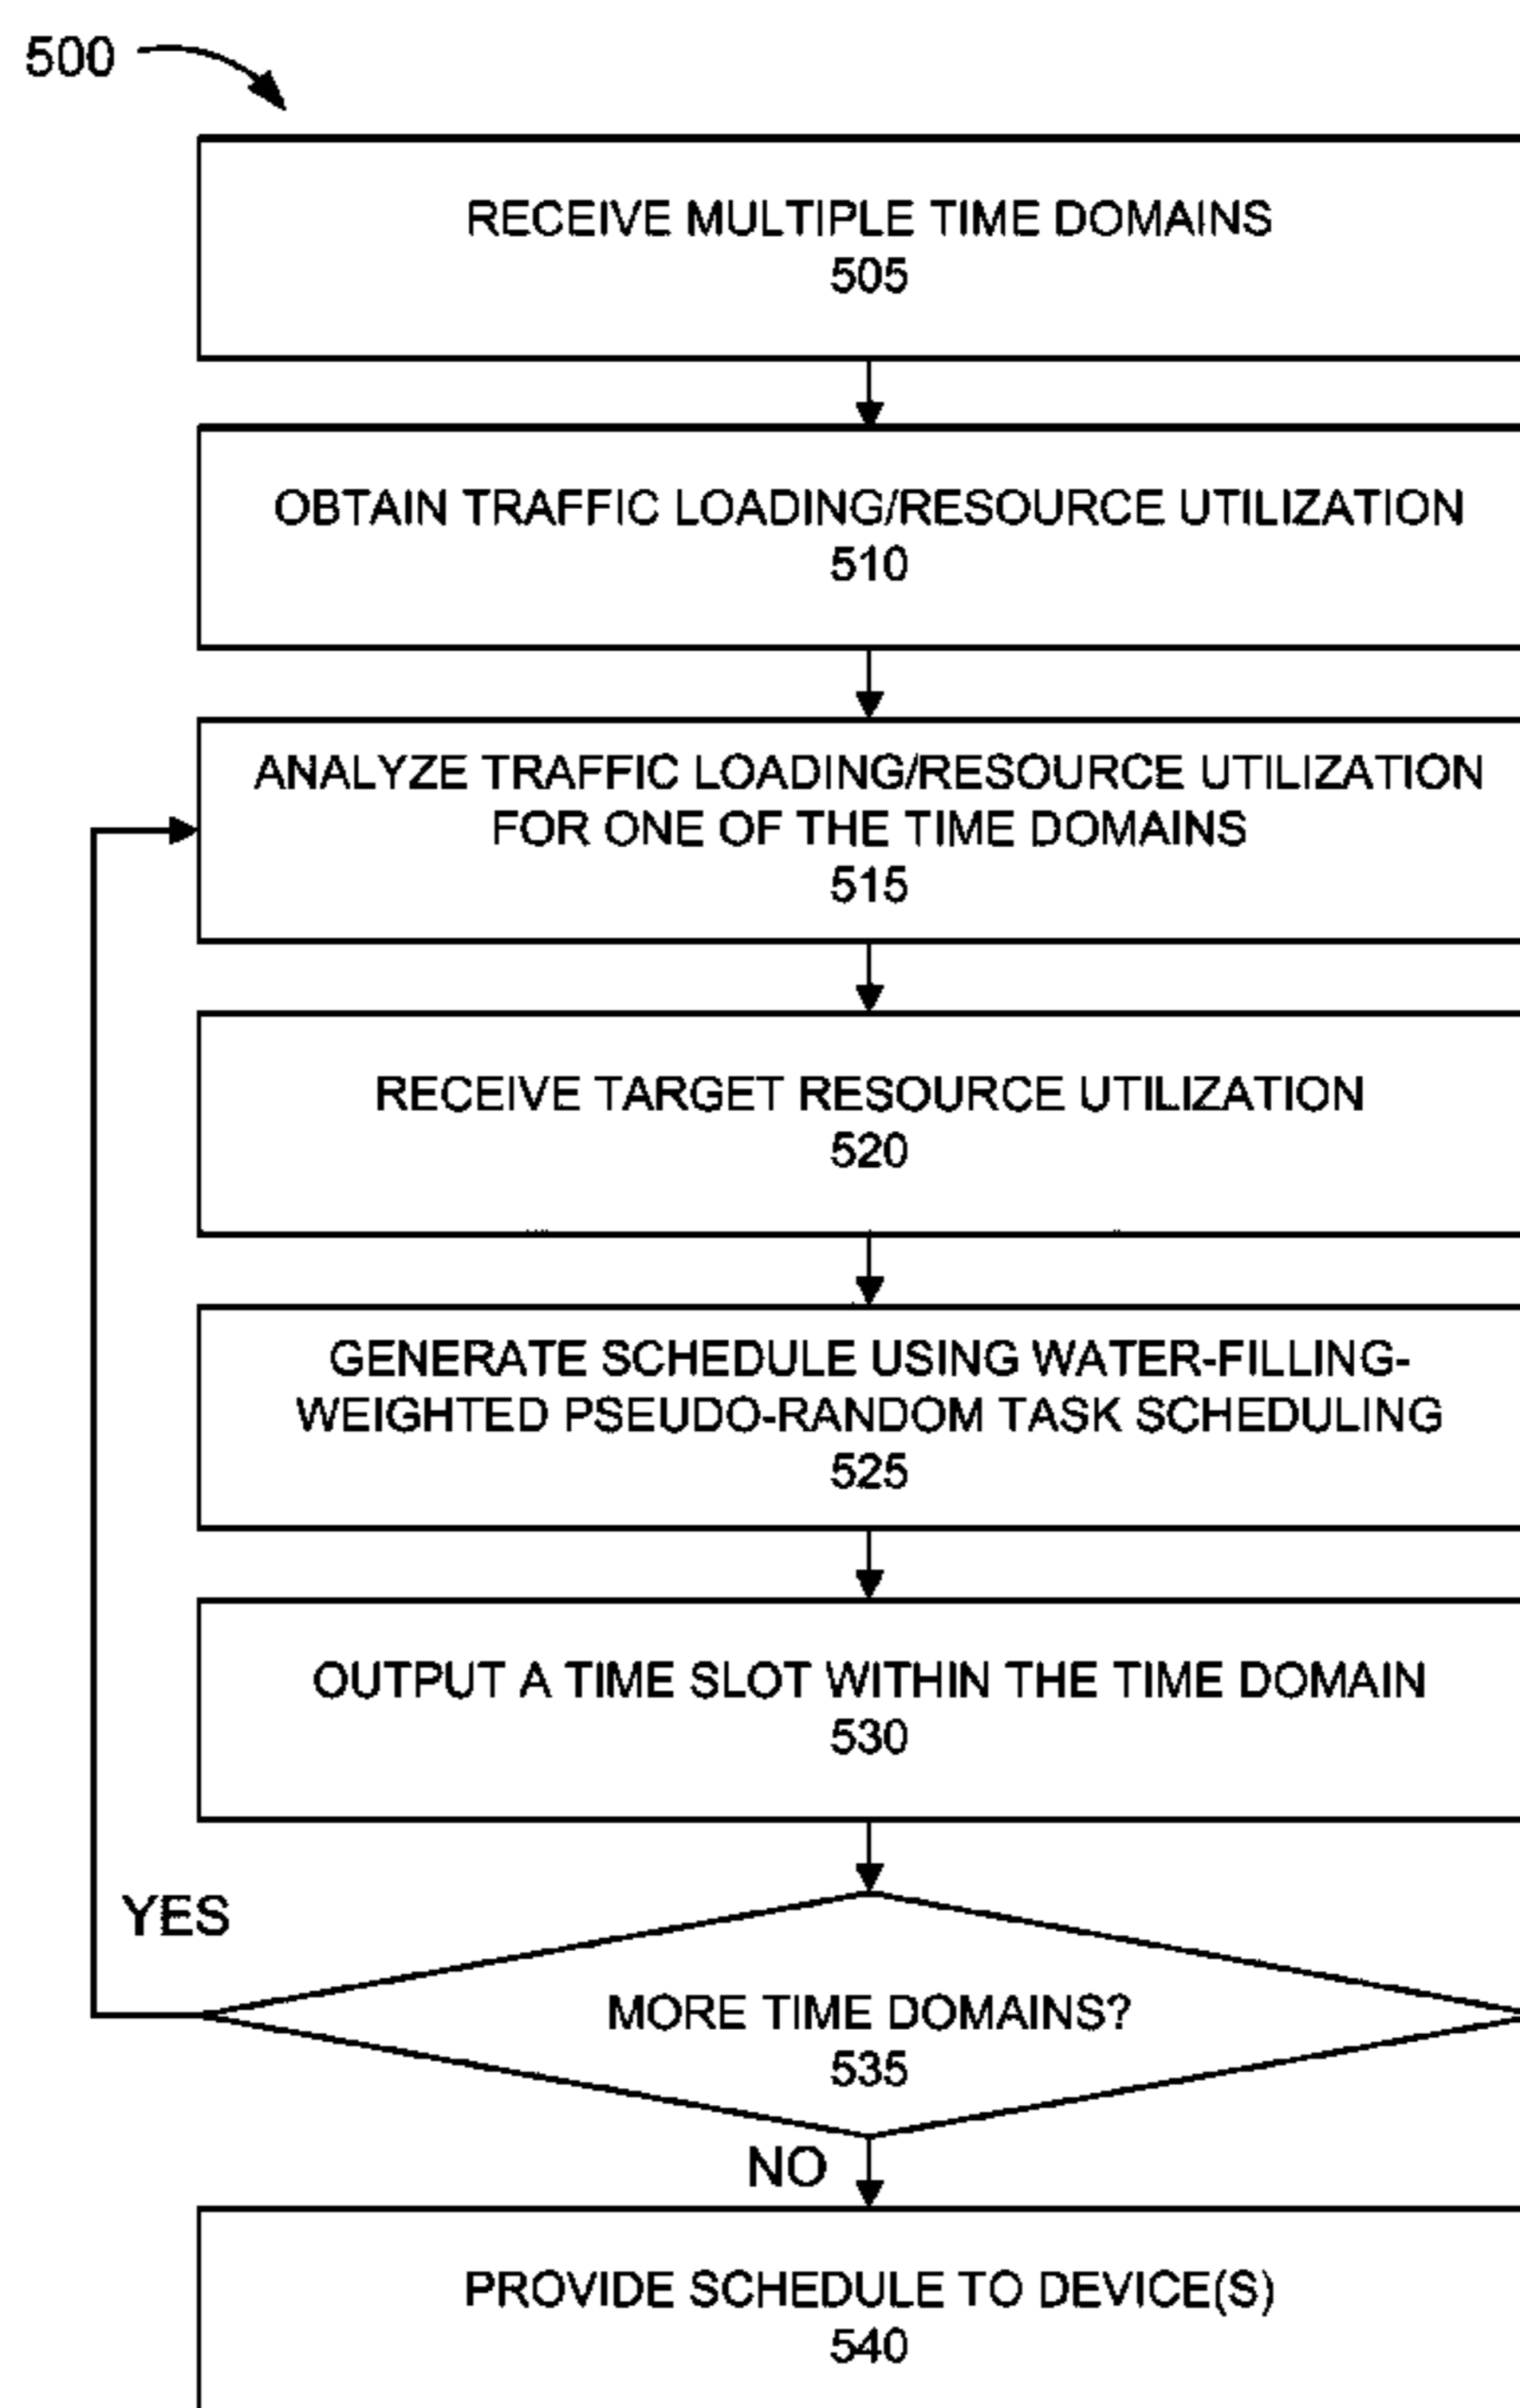 500
RECEIVE MULTIPLE TIME DOMAINS
505
OBTAIN TRAFFIC LOADING/RESOURCE UTILIZATION
510
ANALYZE TRAFFIC LOADING/RESOURCE UTILIZATION
FOR ONE OF THE TIME DOMAINS
515
RECEIVE TARGET RESOURCE UTILIZATION
520
GENERATE SCHEDULE USING WATER-FILLING-
WEIGHTED PSEUDO-RANDOM TASK SCHEDULING
525
OUTPUT A TIME SLOT WITHIN THE TIME DOMAIN
530
YES
MORE TIME DOMAINS?
535
NO
PROVIDE SCHEDULE TO DEVICE(S)
540